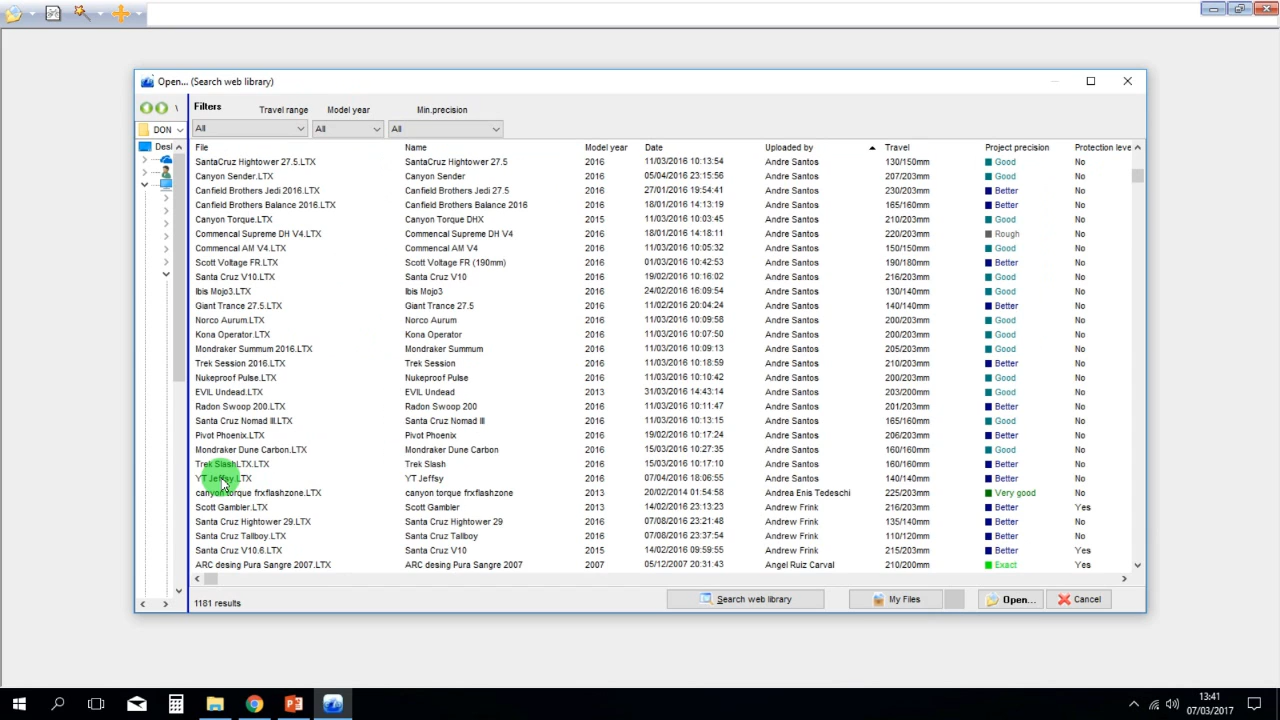 Open... (Search web library)
\ Filters Travel range Model year Min.precision
DON All All All
Desl File Name Model year Date Uploaded by Travel Project precision Protection leve
SantaCruz Hightower 27.5.LTX SantaCruz Hightower 27.5 2016 11/03/2016 10:13:54 Andre Santos 130/150mm Good No
Canyon Sender.LTX Canyon Sender 2016 05/04/2016 23:15:56 Andre Santos 207/203mm Good No
Canfield Brothers Jedi 2016.LTX Canfield Brothers Jedi 27.5 2016 27/01/2016 19:54:41 Andre Santos 230/203mm Better No
Canfield Brothers Balance 2016.LTX Canfield Brothers Balance 2016 2016 18/01/2016 14:13:19 Andre Santos 165/160mm Better No
Canyon Torque.LTX Canyon Torque DHX 2015 11/03/2016 10:03:45 Andre Santos 210/203mm Good No
Commencal Supreme DH V4.LTX Commencal Supreme DH V4 2016 18/01/2016 14:18:11 Andre Santos 220/203mm Rough No
Commencal AM V4.LTX Commencal AM V4 2016 11/03/2016 10:05:32 Andre Santos 150/150mm Good No
Scott Voltage FR.LTX Scott Voltage FR (190mm) 2016 01/03/2016 10:42:53 Andre Santos 190/180mm Better No
Santa Cruz V10.LTX Santa Cruz V10 2016 19/02/2016 10:16:02 Andre Santos 216/203mm Good No
Ibis Mojo3.LTX Ibis Mojo3 2016 24/02/2016 16:09:54 Andre Santos 130/140mm Good No
Giant Trance 27.5.LTX Giant Trance 27.5 2016 11/02/2016 20:04:24 Andre Santos 140/140mm Better No
Norco Aurum.LTX Norco Aurum 2016 11/03/2016 10:09:58 Andre Santos 200/203mm Good No
Kona Operator.LTX Kona Operator 2016 11/03/2016 10:07:50 Andre Santos 200/203mm Good No
Mondraker Summum 2016.LTX Mondraker Summum 2016 11/03/2016 10:09:13 Andre Santos 205/203mm Good No
Trek Session 2016.LTX Trek Session 2016 11/03/2016 10:18:59 Andre Santos 210/203mm Better No
Nukeproof Pulse.LTX Nukeproof Pulse 2016 11/03/2016 10:10:42 Andre Santos 200/203mm Good No
EVIL Undead.LTX EVIL Undead 2013 31/03/2016 14:43:14 Andre Santos 203/200mm Good No
Radon Swoop 200.LTX Radon Swoop 200 2016 11/03/2016 10:11:47 Andre Santos 201/203mm Better No
Santa Cruz Nomad III.LTX Santa Cruz Nomad III 2016 11/03/2016 10:13:15 Andre Santos 165/160mm Good No
Pivot Phoenix.LTX Pivot Phoenix 2016 19/02/2016 10:17:24 Andre Santos 206/203mm Better No
Mondraker Dune Carbon.LTX Mondraker Dune Carbon 2016 15/03/2016 10:27:35 Andre Santos 160/160mm Good No
Trek SlashLTX.LTX Trek Slash 2016 15/03/2016 10:17:10 Andre Santos 160/160mm Better No
YT Jeffsy.LTX YT Jeffsy 2016 07/04/2016 18:06:55 Andre Santos 140/140mm Better No
canyon torque frxflashzone.LTX canyon torque frxflashzone 2013 20/02/2014 01:54:58 Andrea Enis Tedeschi 225/203mm Very good No
Scott Gambler.LTX Scott Gambler 2013 14/02/2016 23:13:23 Andrew Frink 216/203mm Better Yes
Santa Cruz Hightower 29.LTX Santa Cruz Hightower 29 2016 07/08/2016 23:21:48 Andrew Frink 135/140mm Better No
Santa Cruz Tallboy.LTX Santa Cruz Tallboy 2016 07/08/2016 23:37:54 Andrew Frink 110/120mm Better No
Santa Cruz V10.6.LTX Santa Cruz V10 2015 14/02/2016 09:59:55 Andrew Frink 215/203mm Better Yes
ARC desing Pura Sangre 2007.LTX ARC desing Pura Sangre 2007 2007 05/12/2007 20:31:43 Angel Ruiz Carval 210/200mm Exact Yes
1181 results Search web library My Files Open... Cancel
13:41
07/03/2017